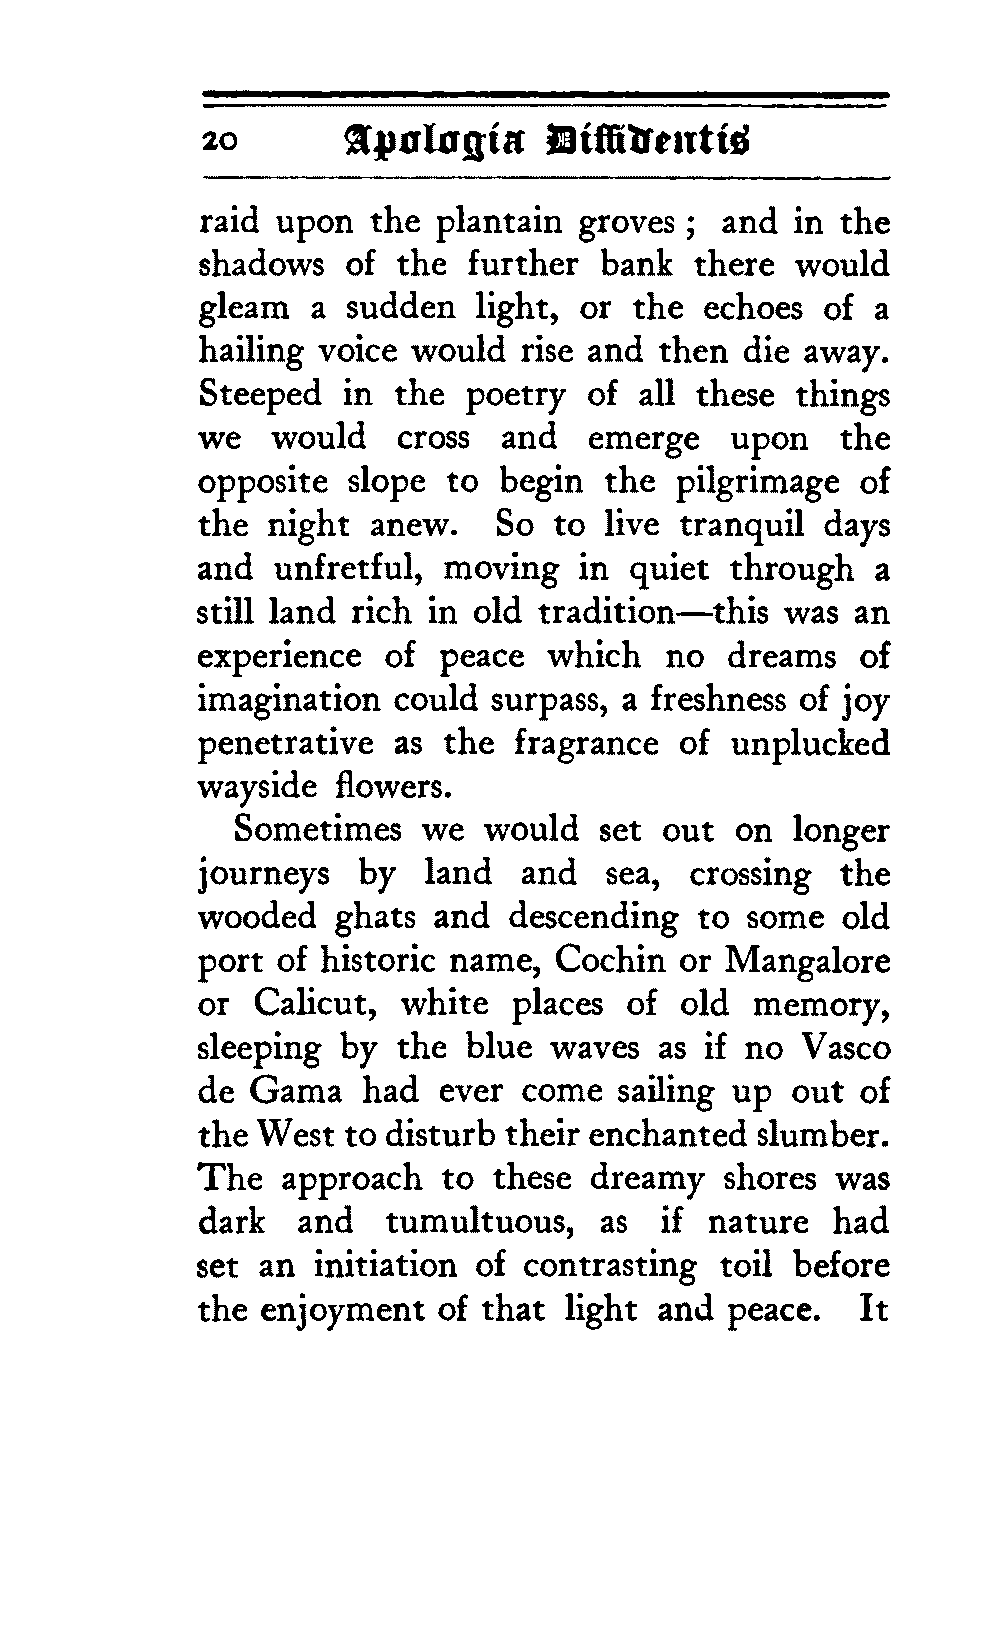 20 Apologia Diffidentis
raid upon the plantain groves ; and in the
shadows of the further bank there would
gleam a sudden light, or the echoes of a
hailing voice would rise and then die away.
Steeped in the poetry of all these things
we would cross and emerge upon the
opposite slope to begin the pilgrimage of
the night anew. So to live tranquil days
and unfretful, moving in quiet through a
still land rich in old tradition—this was an
experience of peace which no dreams of
imagination could surpass, a freshness of joy
penetrative as the fragrance of unplucked
wayside flowers.
Sometimes we would set out on longer
journeys by land and sea, crossing the
wooded ghats and descending to some old
port of historic name, Cochin or Mangalore
or Calicut, white places of old memory,
sleeping by the blue waves as if no Vasco
de Gama had ever come sailing up out of
the West to disturb their enchanted slumber.
The approach to these dreamy shores was
dark and tumultuous, as if nature had
set an initiation of contrasting toil before
the enjoyment of that light and peace. It